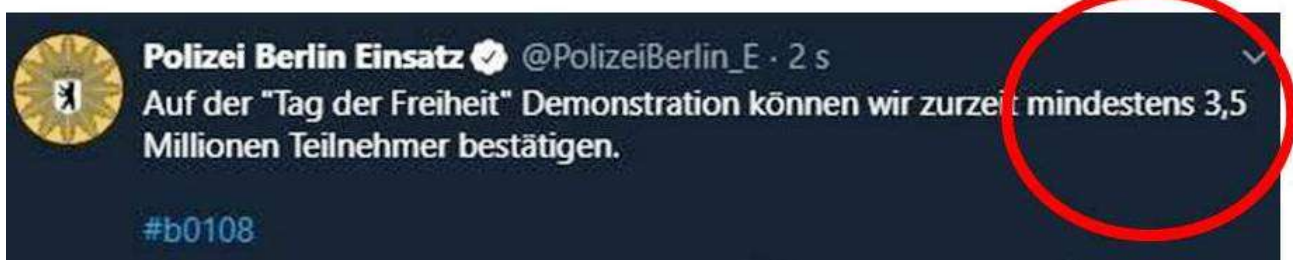 Polizei Berlin Einsatz @PolizeiBerlin_E · 2 s
Auf der "Tag der Freiheit" Demonstration können wir zurzeit mindestens 3,5
Millionen Teilnehmer bestätigen.
#b0108